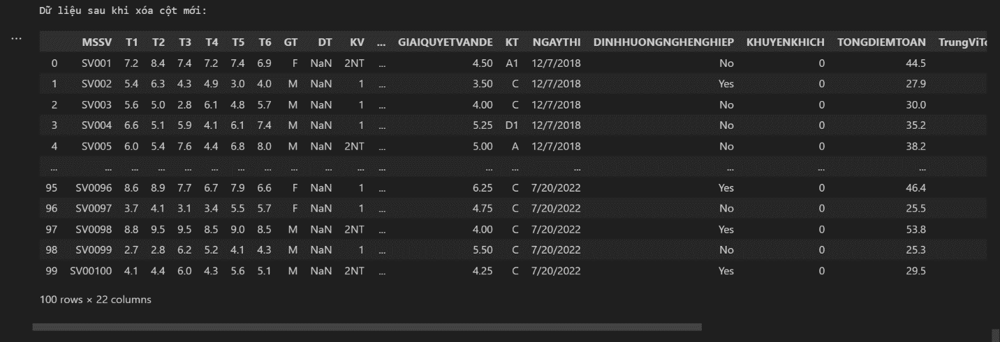 Dữ liệu sau khi xóa cột mới:
...
MSSV T1 T2 T3 T4 T5 T6 GT DT KV ... GIAIQUYETVANDE KT NGAYTHI DINHHUONGNGHENGHIEP KHUYENKHICH TONGDIEMTOAN TrungViTo
0 SV001 7.2 8.4 7.4 7.2 7.4 6.9 F NaN 2NT ... 4.50 A1 12/7/2018 No 0 44.5
1 SV002 5.4 6.3 4.3 4.9 3.0 4.0 M NaN 1 ... 3.50 C 12/7/2018 Yes 0 27.9
2 SV003 5.6 5.0 2.8 6.1 4.8 5.7 M NaN 1 ... 4.00 C 12/7/2018 No 0 30.0
3 SV004 6.6 5.1 5.9 4.1 6.1 7.4 M NaN 1 ... 5.25 D1 12/7/2018 No 0 35.2
4 SV005 6.0 5.4 7.6 4.4 6.8 8.0 M NaN 2NT ... 5.00 A 12/7/2018 No 0 38.2
... ... ... ... ... ... ... ... ... ... ... ... ... ... ... ... ... ...
95 SV0096 8.6 8.9 7.7 6.7 7.9 6.6 F NaN 1 ... 6.25 C 7/20/2022 Yes 0 46.4
96 SV0097 3.7 4.1 3.1 3.4 5.5 5.7 F NaN 1 ... 4.75 C 7/20/2022 No 0 25.5
97 SV0098 8.8 9.5 9.5 8.5 9.0 8.5 M NaN 2NT ... 4.00 C 7/20/2022 Yes 0 53.8
98 SV0099 2.7 2.8 6.2 5.2 4.1 4.3 M NaN 1 ... 5.50 C 7/20/2022 No 0 25.3
99 SV00100 4.1 4.4 6.0 4.3 5.6 5.1 M NaN 2NT ... 4.25 C 7/20/2022 Yes 0 29.5
100 rows × 22 columns